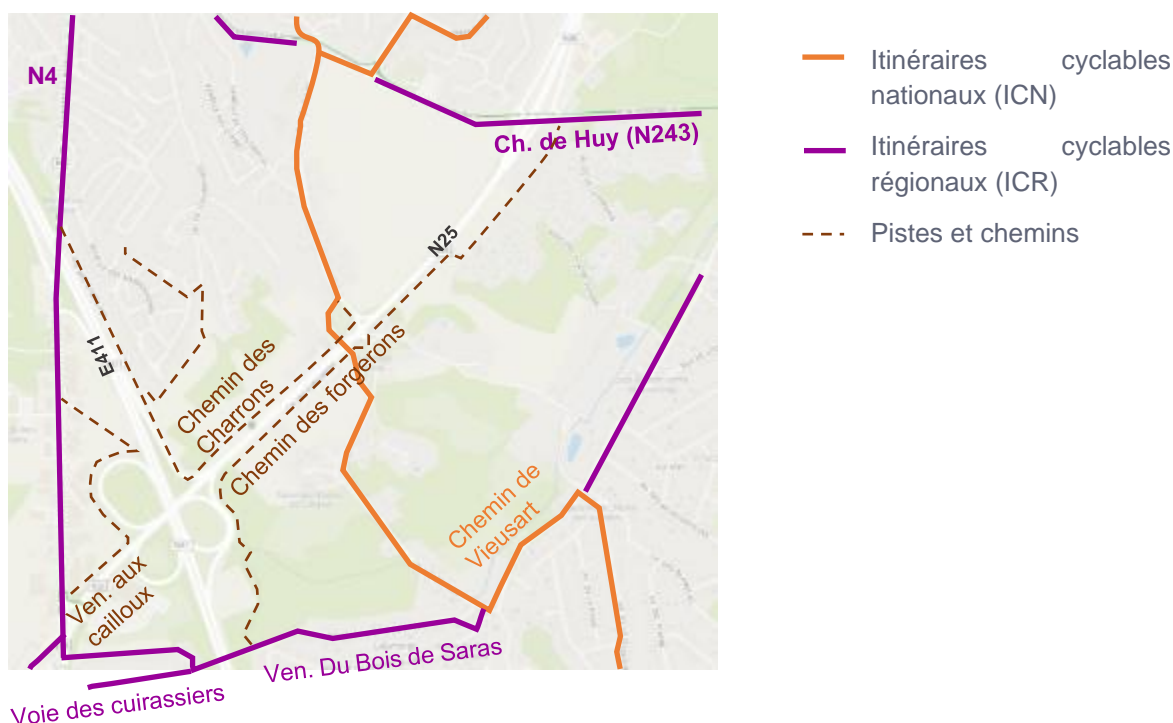 N4
Ch. de Huy (N243)
N25
E411
Chemin des
Charrons
Chemin des forgerons
Chemin de
Vieusart
Ven. aux
cailloux
Ven. Du Bois de Saras
Voie des cuirassiers
Itinéraires cyclables
nationaux (ICN)
Itinéraires cyclables
régionaux (ICR)
Pistes et chemins